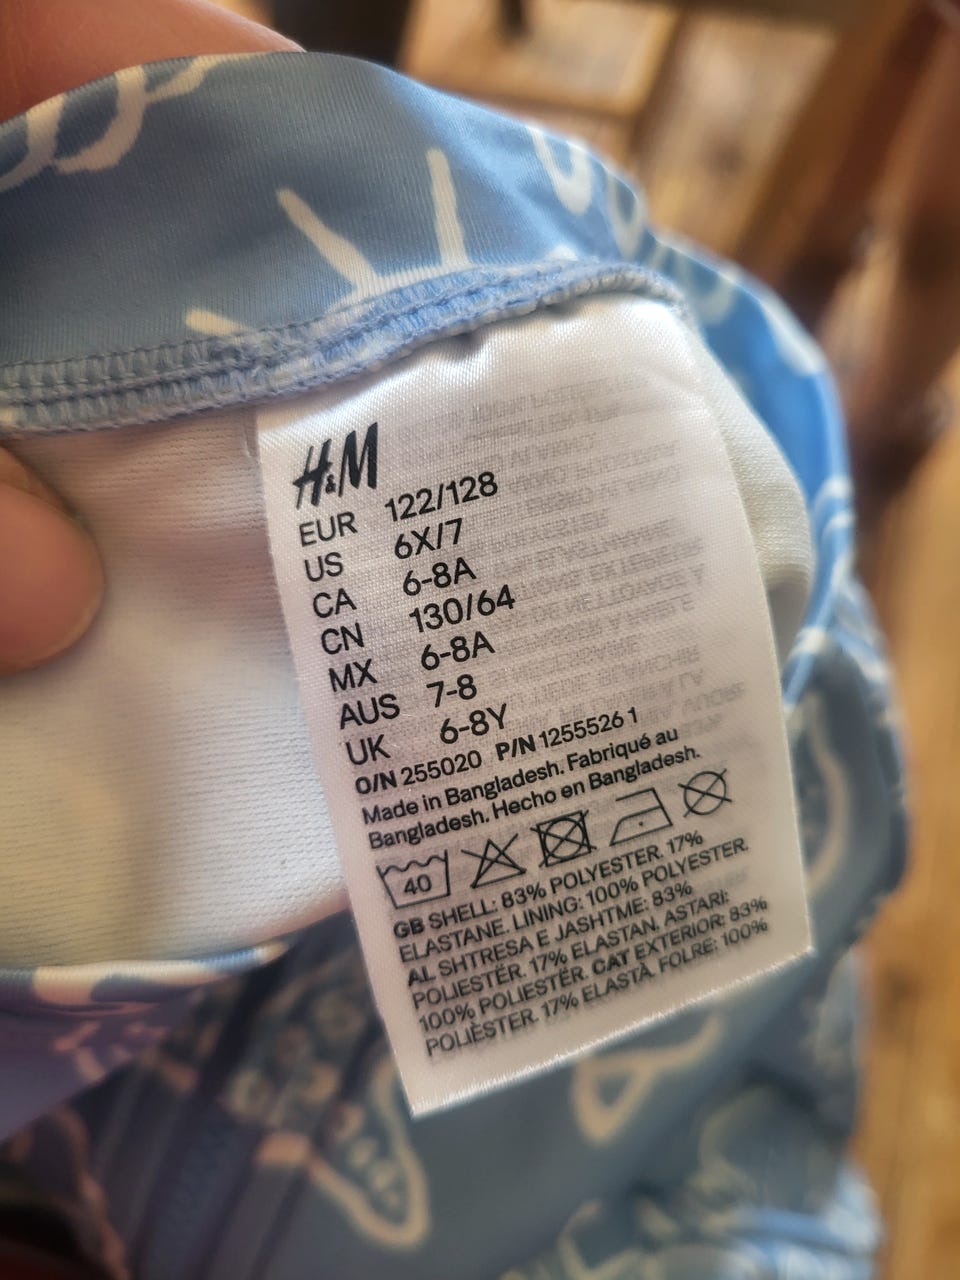 H&M
EUR 122/128
US 6X/7
CA 6-8A
CN 130/64
MX 6-8A
AUS 7-8
UK 6-8Y
O/N 255020 P/N 1255526 1
Made in Bangladesh. Fabriqué au
Bangladesh. Hecho en Bangladesh.
40
GB SHELL: 83% POLYESTER. 17%
ELASTANE. LINING: 100% POLYESTER.
AL SHTRESA E JASHTME: 83%
POLIESTËR. 17% ELASTAN. ASTARI:
100% POLIESTËR. CAT EXTERIOR: 83%
POLIÈSTER. 17% ELASTÀ. FOLRE: 100%